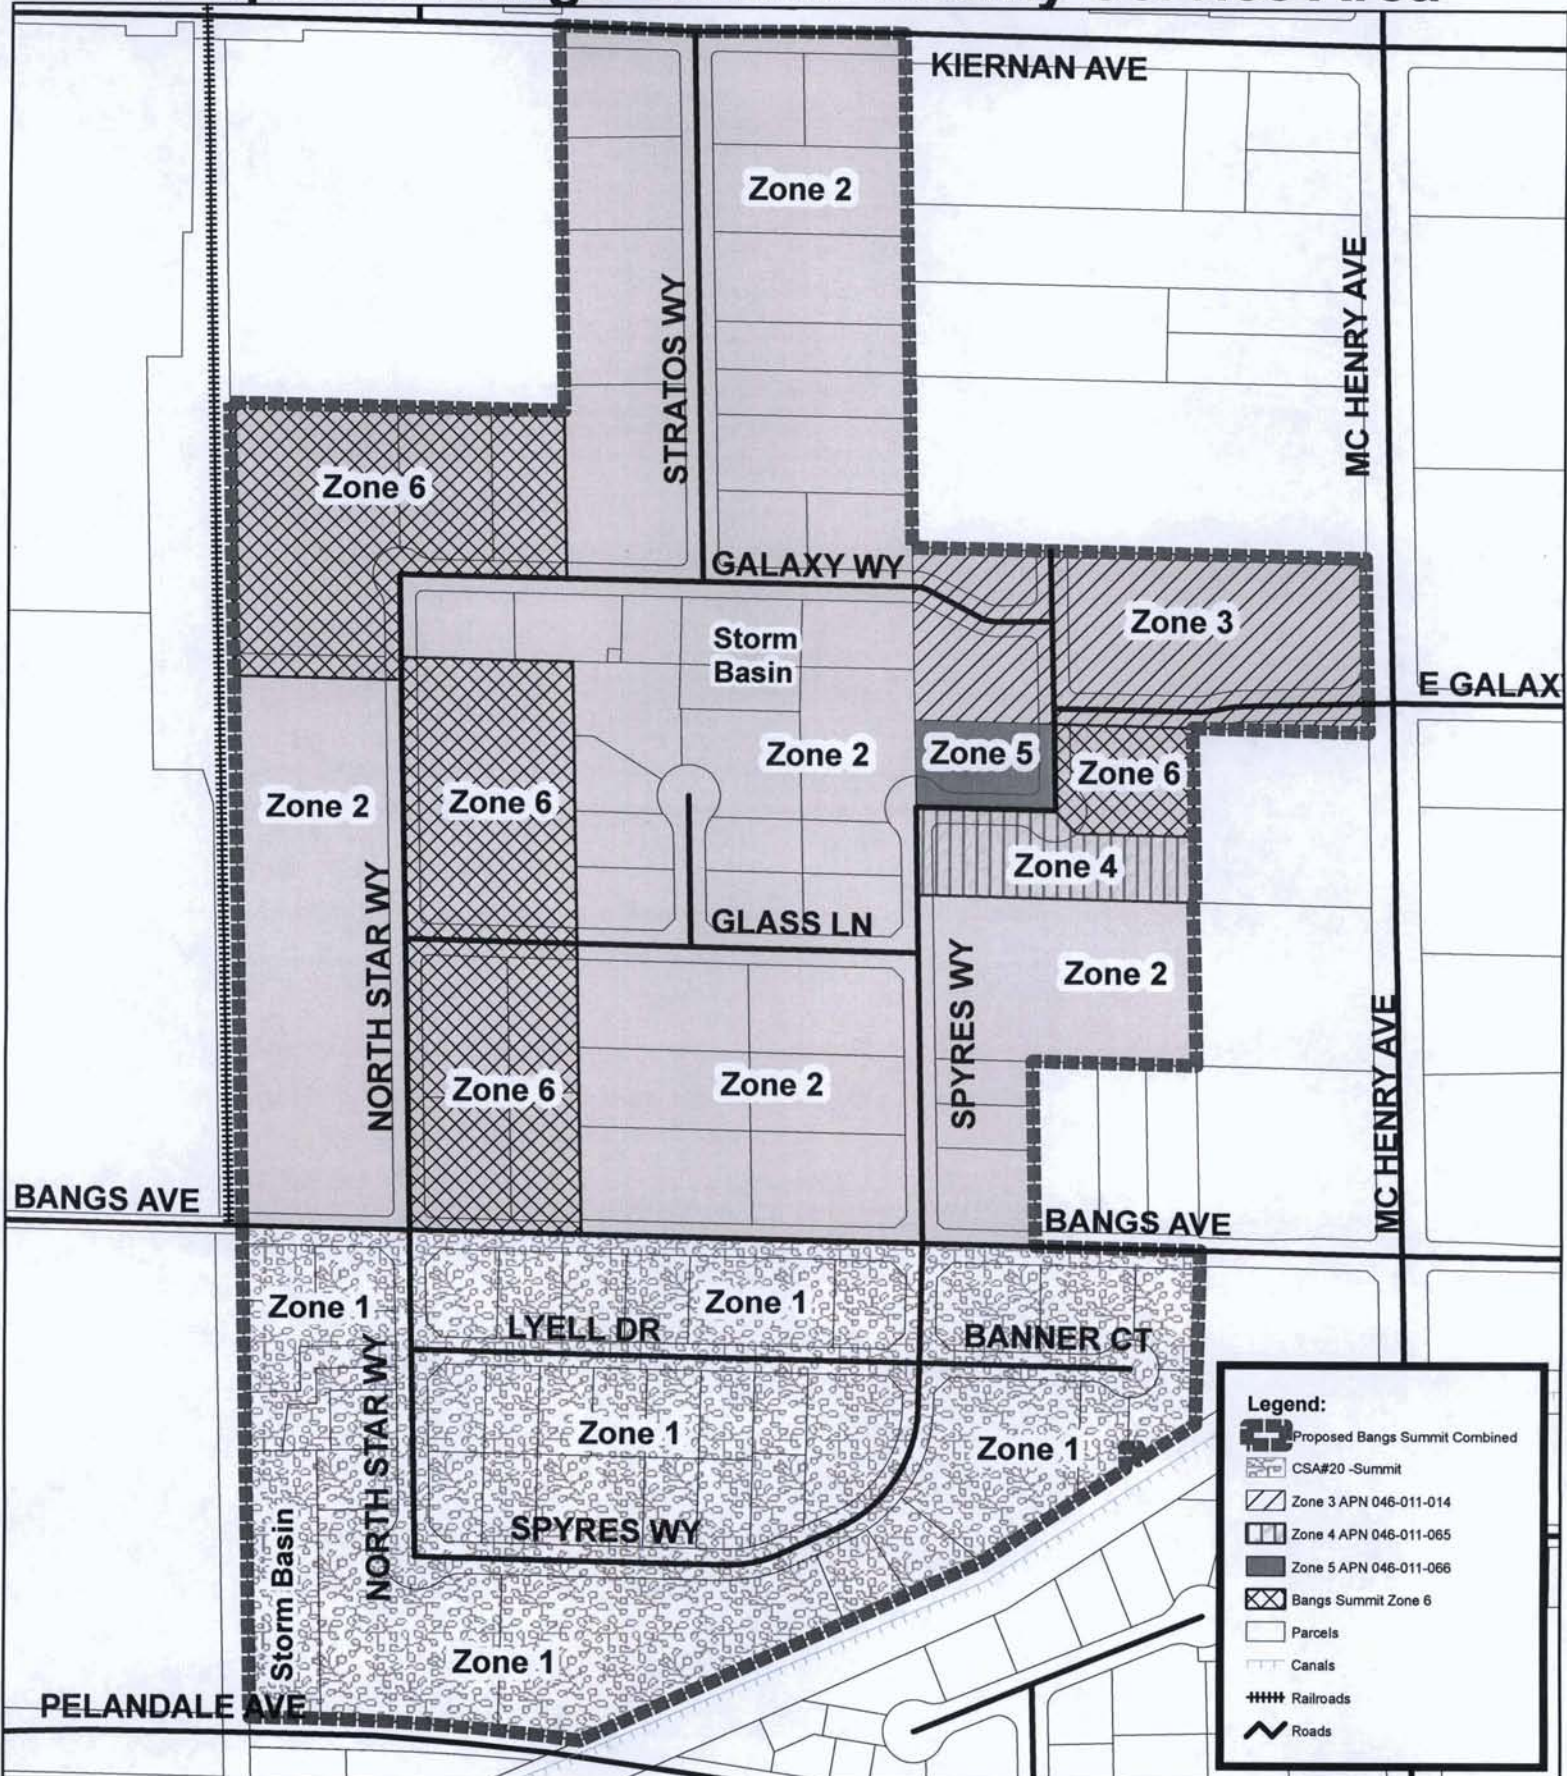 KIERNAN AVE
Zone 2
STRATOS WY
MC HENRY AVE
Zone 6
GALAXY WY
Zone 3
Storm
Basin
E GALAX
Zone 2
Zone 5
Zone 6
Zone 2
Zone 6
Zone 4
NORTH STAR WY
GLASS LN
SPYRES WY
Zone 2
MC HENRY AVE
Zone 6
Zone 2
BANGS AVE
BANGS AVE
Zone 1
Zone 1
LYELL DR
BANNER CT
NORTH STAR WY
Zone 1
Zone 1
SPYRES WY
Storm Basin
Zone 1
PELANDALE AVE
Legend:
Proposed Bangs Summit Combined
CSA#20 -Summit
Zone 3 APN 046-011-014
Zone 4 APN 046-011-065
Zone 5 APN 046-011-066
Bangs Summit Zone 6
Parcels
Canals
Railroads
Roads